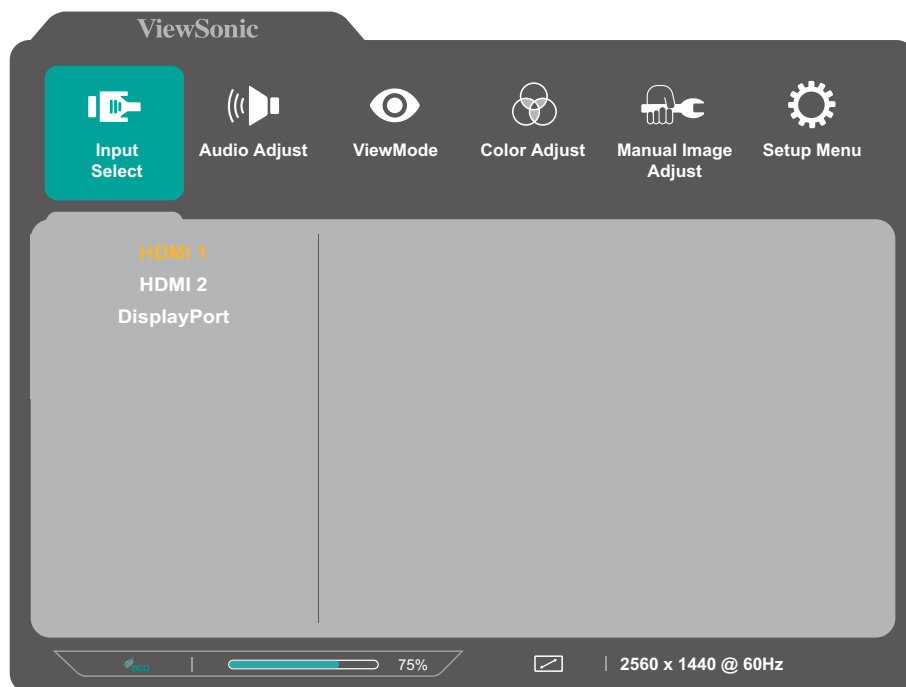 ViewSonic
Input
Select
Audio Adjust
ViewMode
Color Adjust
Manual Image
Adjust
Setup Menu
HDMI 1
HDMI 2
DisplayPort
eco
75%
2560 x 1440 @ 60Hz